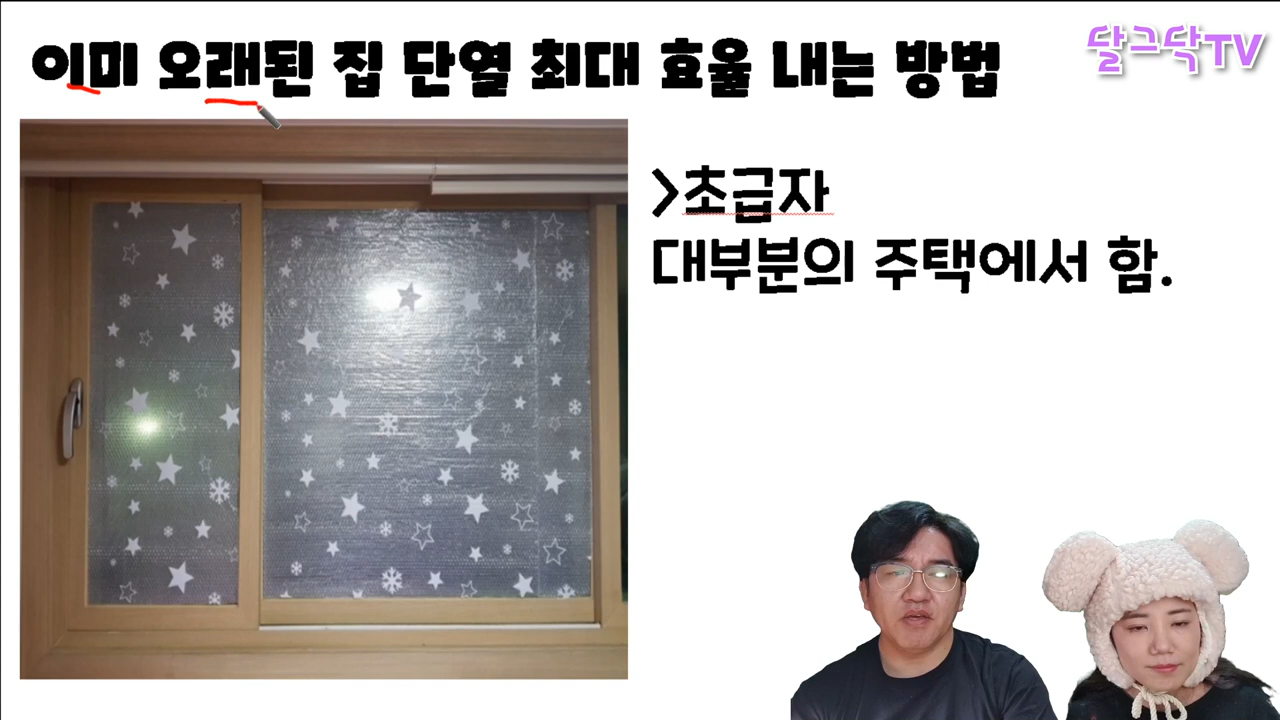 이미 오래된 집 단열 최대 효율 내는 방법
달그닥TV
>초급자
대부분의 주택에서 함.